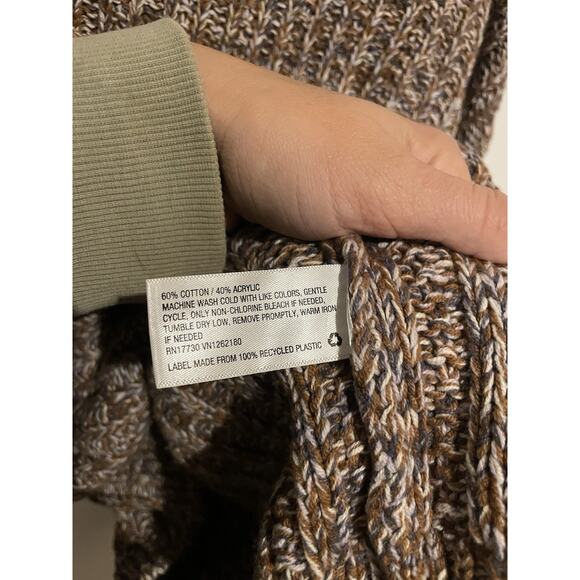 60% COTTON / 40% ACRYLIC
MACHINE WASH COLD WITH LIKE COLORS, GENTLE
CYCLE, ONLY NON-CHLORINE BLEACH IF NEEDED,
TUMBLE DRY LOW, REMOVE PROMPTLY, WARM IRON
IF NEEDED
RN17730 VN1262180
LABEL MADE FROM 100% RECYCLED PLASTIC